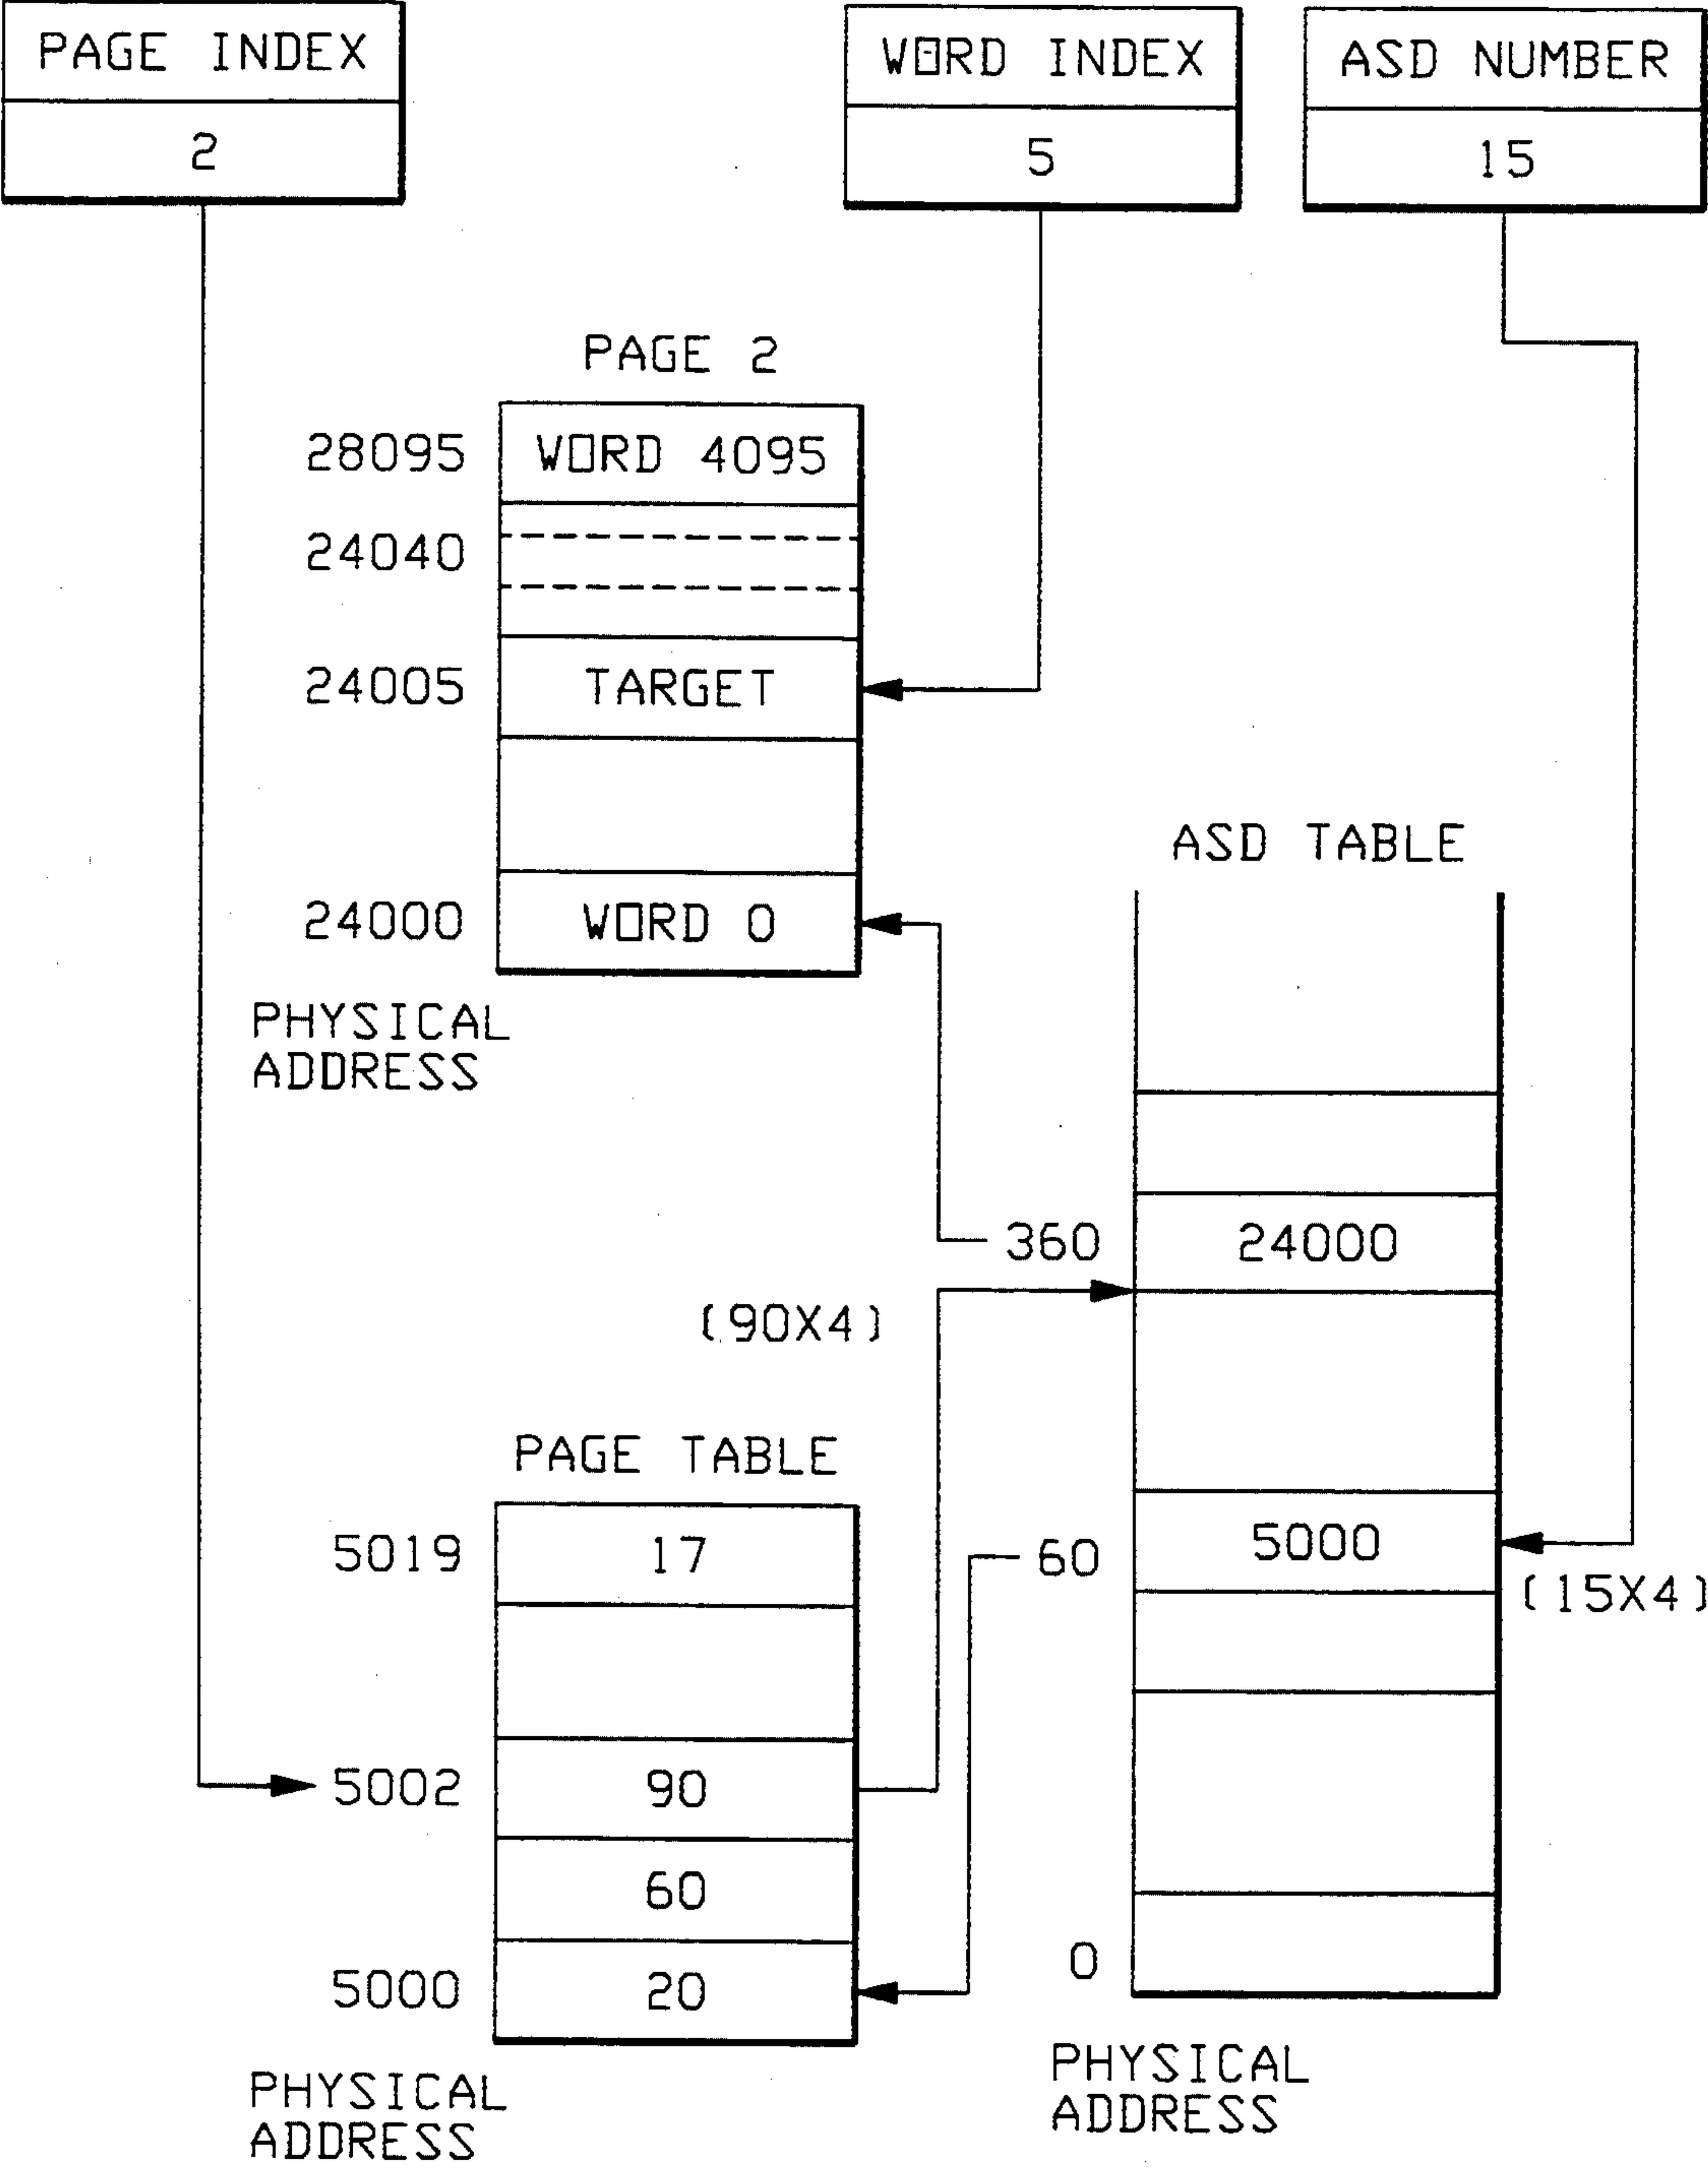 PAGE INDEX
2
WORD INDEX
5
ASD NUMBER
15
PAGE 2
28095 WORD 4095
24040
24005 TARGET
24000 WORD 0
PHYSICAL
ADDRESS
ASD TABLE
360 24000
(90X4)
60 5000
(15X4)
0
PHYSICAL
ADDRESS
PAGE TABLE
5019 17
5002 90
60
5000 20
PHYSICAL
ADDRESS